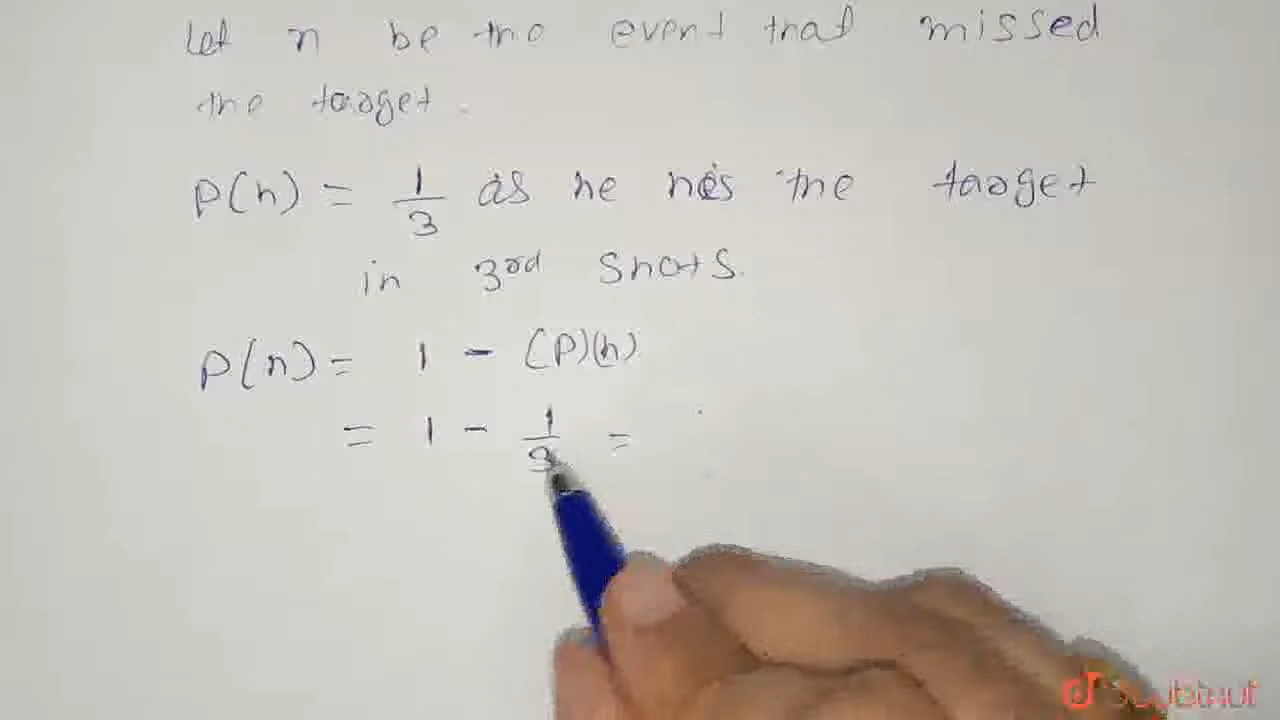 Let n be the event that missed
the target.
P(h) = 1/3 as he hits the target
in 3rd shots.
P(n) = 1 - (P)(h)
= 1 - 1/3 =
Doubtnut